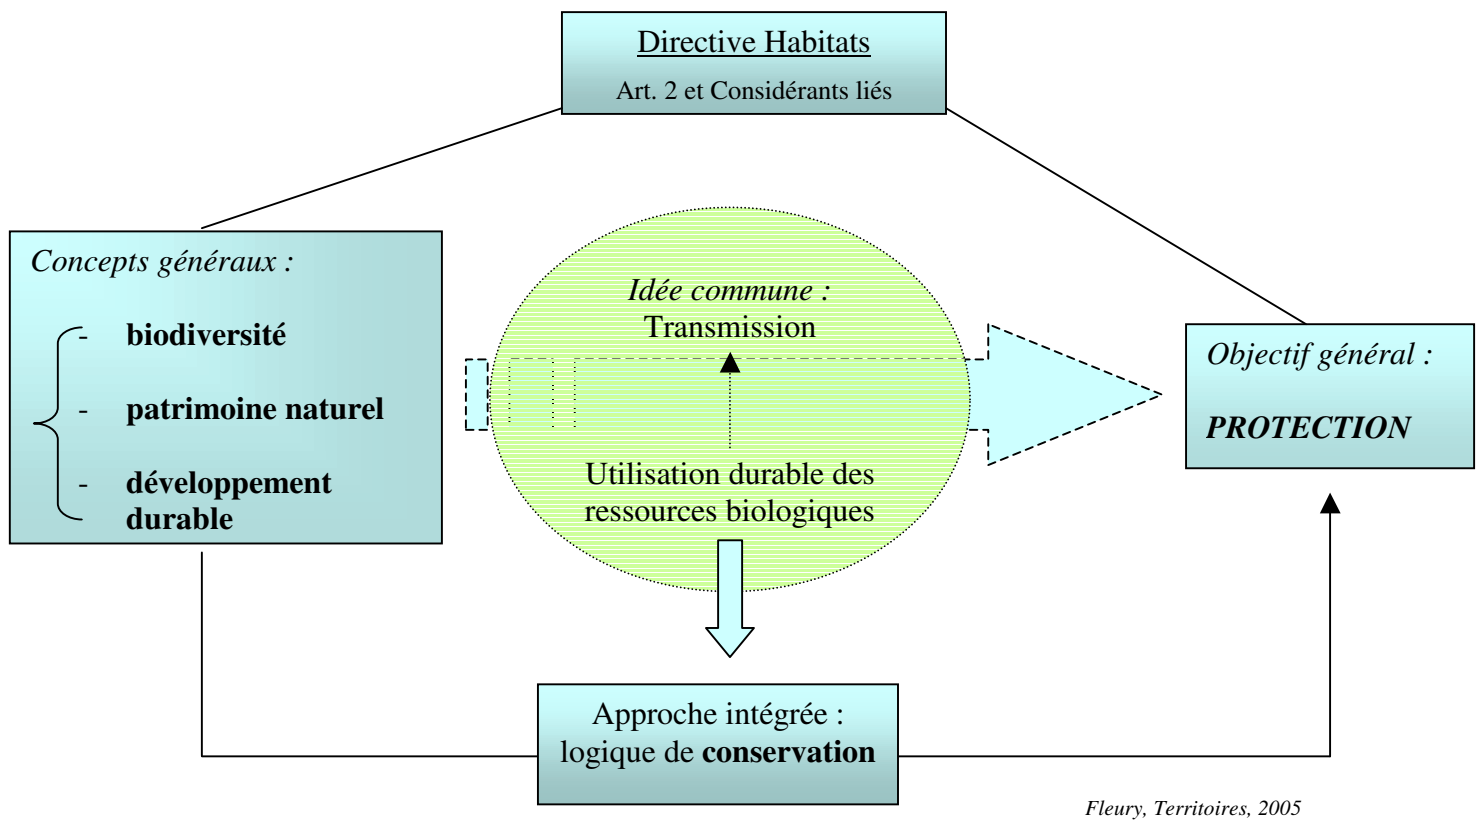 Directive Habitats
Art. 2 et Considérants liés
Concepts généraux :
- biodiversité
- patrimoine naturel
- développement
durable
Idée commune :
Transmission
Utilisation durable des
ressources biologiques
Objectif général :
PROTECTION
Approche intégrée :
logique de conservation
Fleury, Territoires, 2005